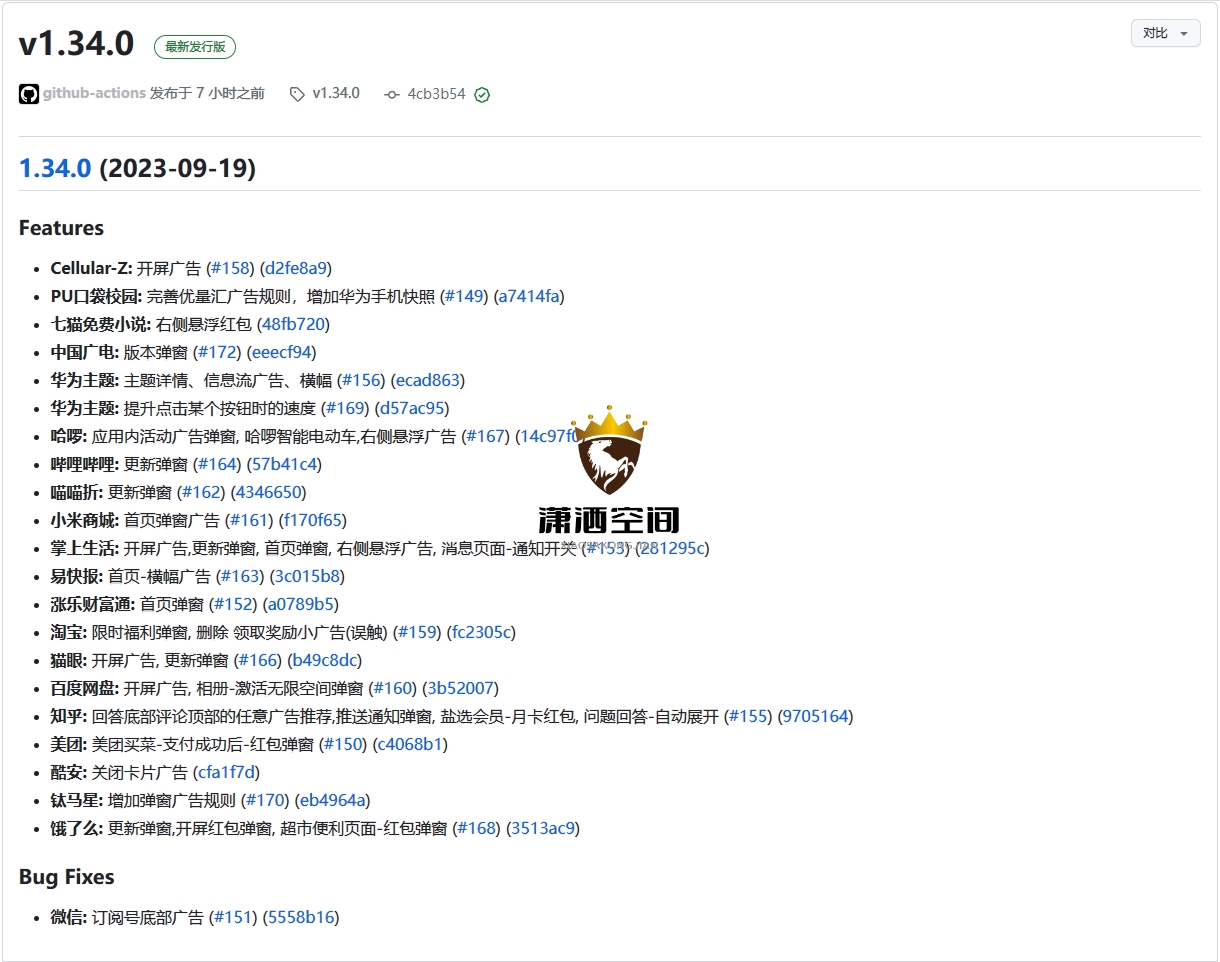 v1.34.0 最新发行版 对比
github-actions 发布于 7 小时之前 v1.34.0 4cb3b54
1.34.0 (2023-09-19)
Features
Cellular-Z: 开屏广告 (#158) (d2fe8a9)
PU口袋校园: 完善优量汇广告规则，增加华为手机快照 (#149) (a7414fa)
七猫免费小说: 右侧悬浮红包 (48fb720)
中国广电: 版本弹窗 (#172) (eeecf94)
华为主题: 主题详情、信息流广告、横幅 (#156) (ecad863)
华为主题: 提升点击某个按钮时的速度 (#169) (d57ac95)
哈啰: 应用内活动广告弹窗, 哈啰智能电动车,右侧悬浮广告 (#167) (14c97f0
哔哩哔哩: 更新弹窗 (#164) (57b41c4)
喵喵折: 更新弹窗 (#162) (4346650)
小米商城: 首页弹窗广告 (#161) (f170f65)
潇洒空间
掌上生活: 开屏广告,更新弹窗, 首页弹窗, 右侧悬浮广告, 消息页面-通知开关 (#153) (281295c)
易快报: 首页-横幅广告 (#163) (3c015b8)
涨乐财富通: 首页弹窗 (#152) (a0789b5)
淘宝: 限时福利弹窗, 删除 领取奖励小广告(误触) (#159) (fc2305c)
猫眼: 开屏广告, 更新弹窗 (#166) (b49c8dc)
百度网盘: 开屏广告, 相册-激活无限空间弹窗 (#160) (3b52007)
知乎: 回答底部评论顶部的任意广告推荐,推送通知弹窗, 盐选会员-月卡红包, 问题回答-自动展开 (#155) (9705164)
美团: 美团买菜-支付成功后-红包弹窗 (#150) (c4068b1)
酷安: 关闭卡片广告 (cfa1f7d)
钛马星: 增加弹窗广告规则 (#170) (eb4964a)
饿了么: 更新弹窗,开屏红包弹窗, 超市便利页面-红包弹窗 (#168) (3513ac9)
Bug Fixes
微信: 订阅号底部广告 (#151) (5558b16)